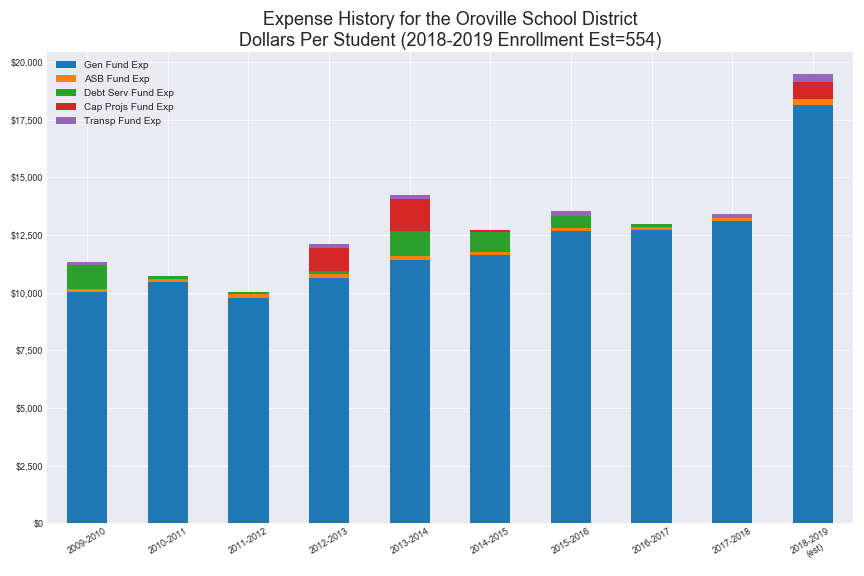 Expense History for the Oroville School District
Dollars Per Student (2018-2019 Enrollment Est=554)
$20,000
$17,500
$15,000
$12,500
$10,000
$7,500
$5,000
$2,500
$0
Gen Fund Exp
ASB Fund Exp
Debt Serv Fund Exp
Cap Projs Fund Exp
Transp Fund Exp
2009-2010
2010-2011
2011-2012
2012-2013
2013-2014
2014-2015
2015-2016
2016-2017
2017-2018
2018-2019
(est)